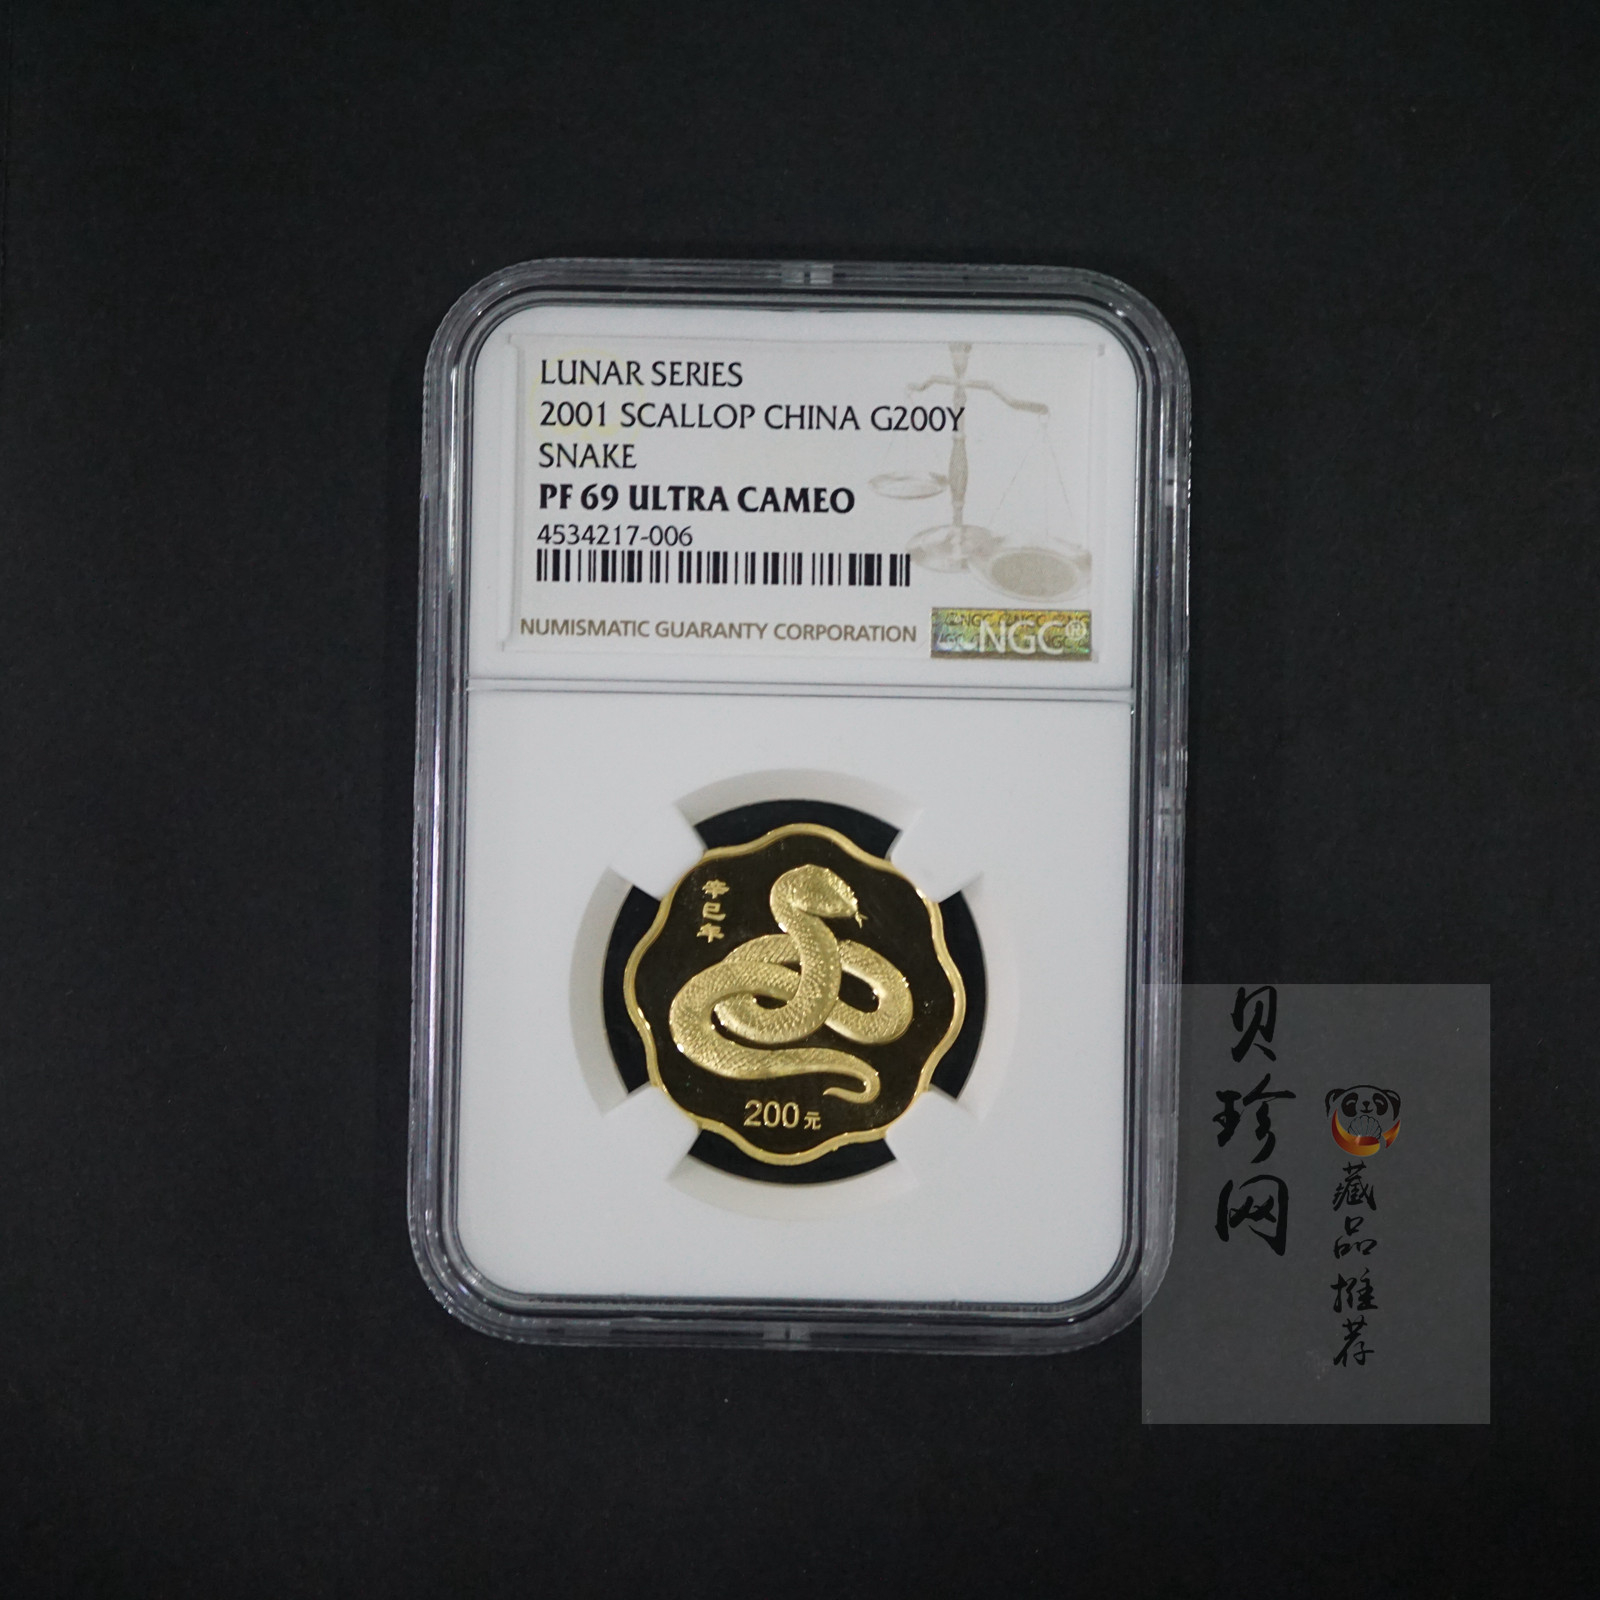 LUNAR SERIES
2001 SCALLOP CHINA G200Y
SNAKE
PF 69 ULTRA CAMEO
4534217-006
NUMISMATIC GUARANTY CORPORATION
NGC®
辛巳年
200元
贝珍网
藏品推荐